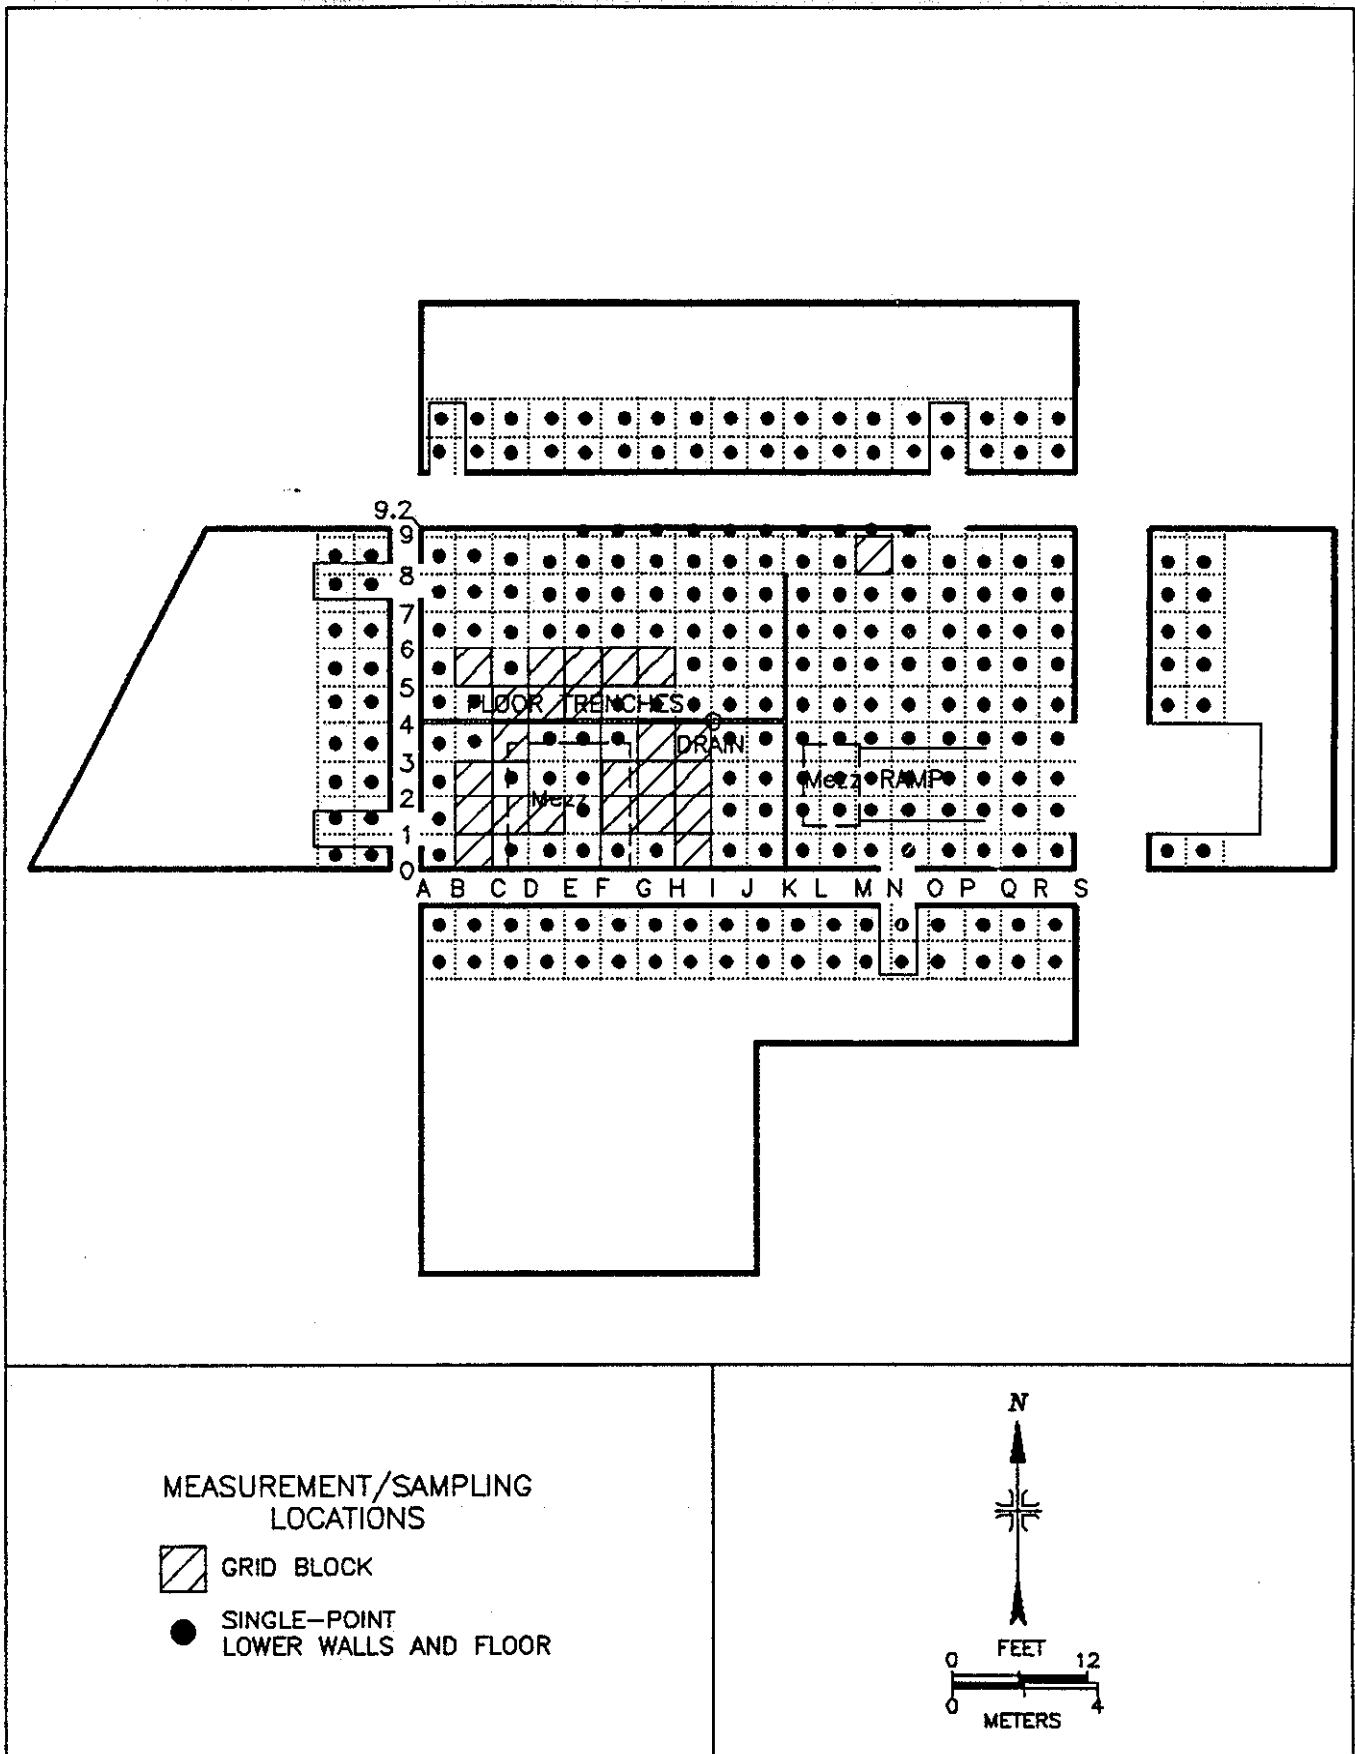 9.2
9
8
7
6
5
FLOOR TRENCHES
4
DRAIN
3
Mezz RAMP
2
Mezz
1
0
A B C D E F G H I J K L M N O P Q R S
MEASUREMENT/SAMPLING
LOCATIONS
GRID BLOCK
SINGLE-POINT
LOWER WALLS AND FLOOR
N
FEET
0 12
0 4
METERS